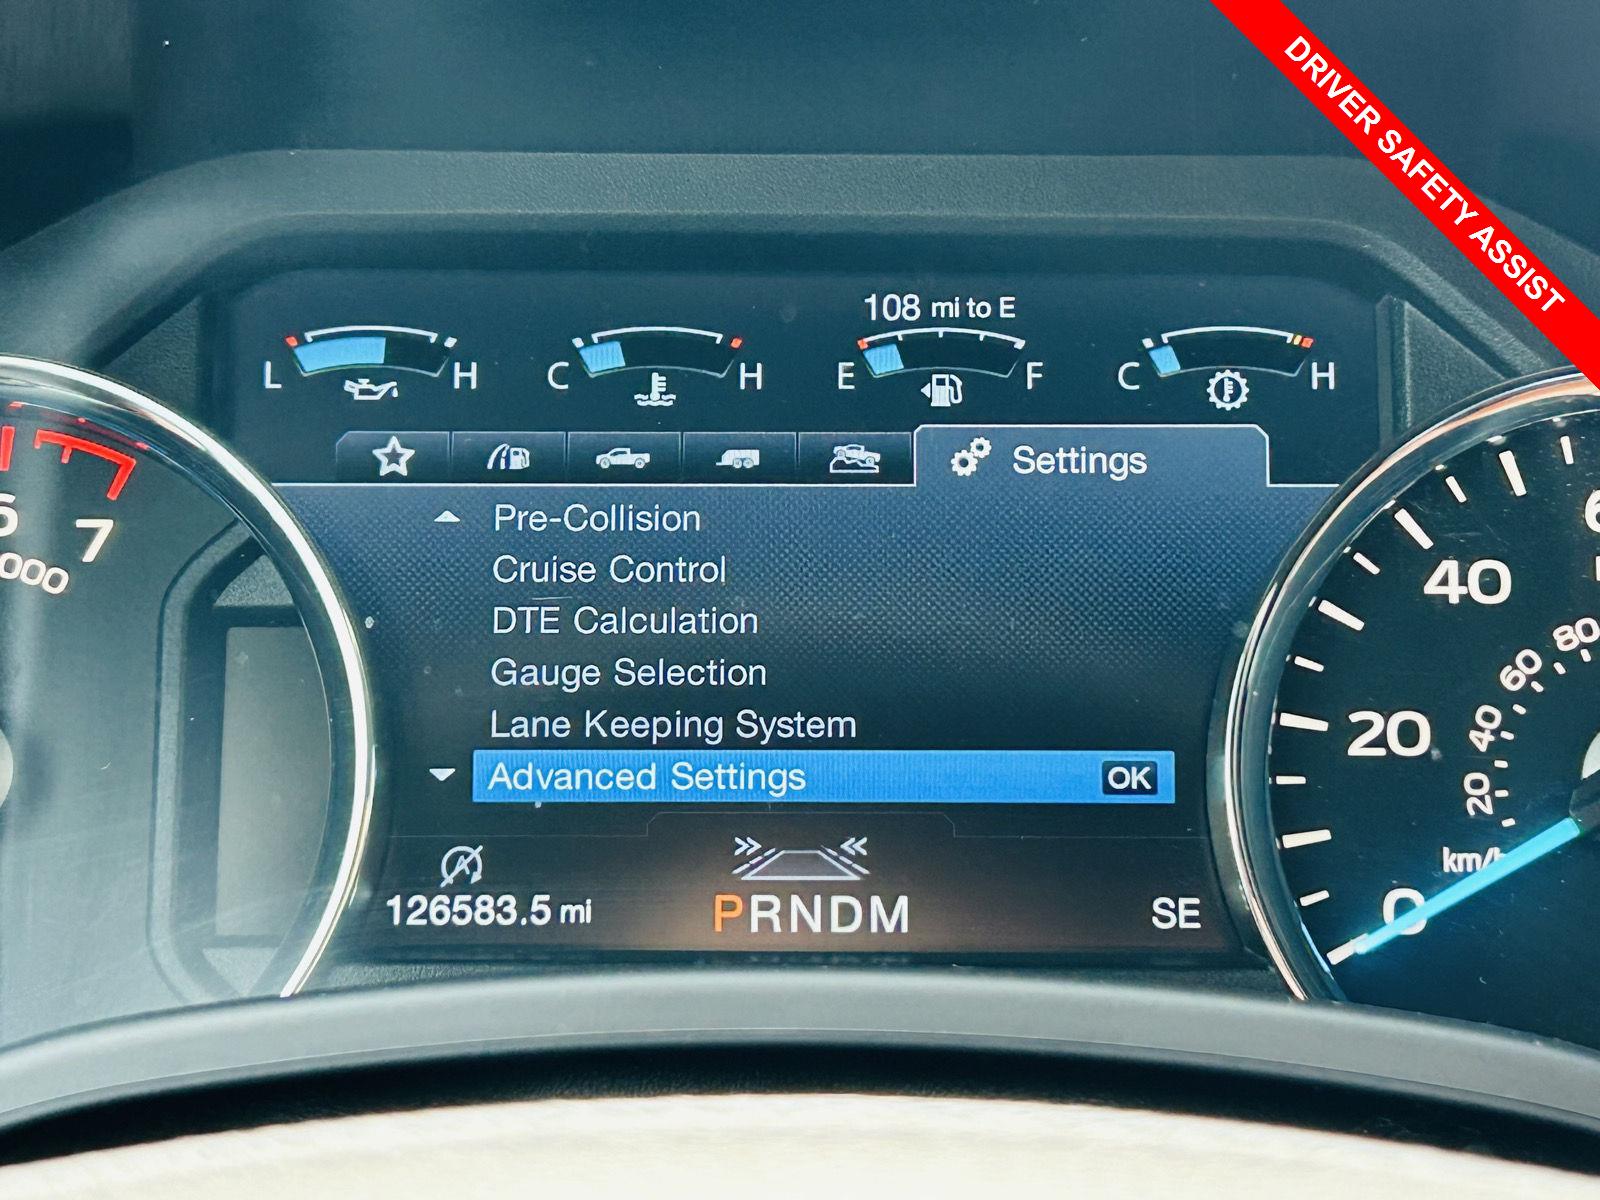 DRIVER SAFETY ASSIST
108 mi to E
L H C H E F C H
Settings
Pre-Collision
Cruise Control
DTE Calculation
Gauge Selection
Lane Keeping System
Advanced Settings OK
126583.5 mi PRNDM SE
7
000
40
20
0
80
60
40
20
km/h